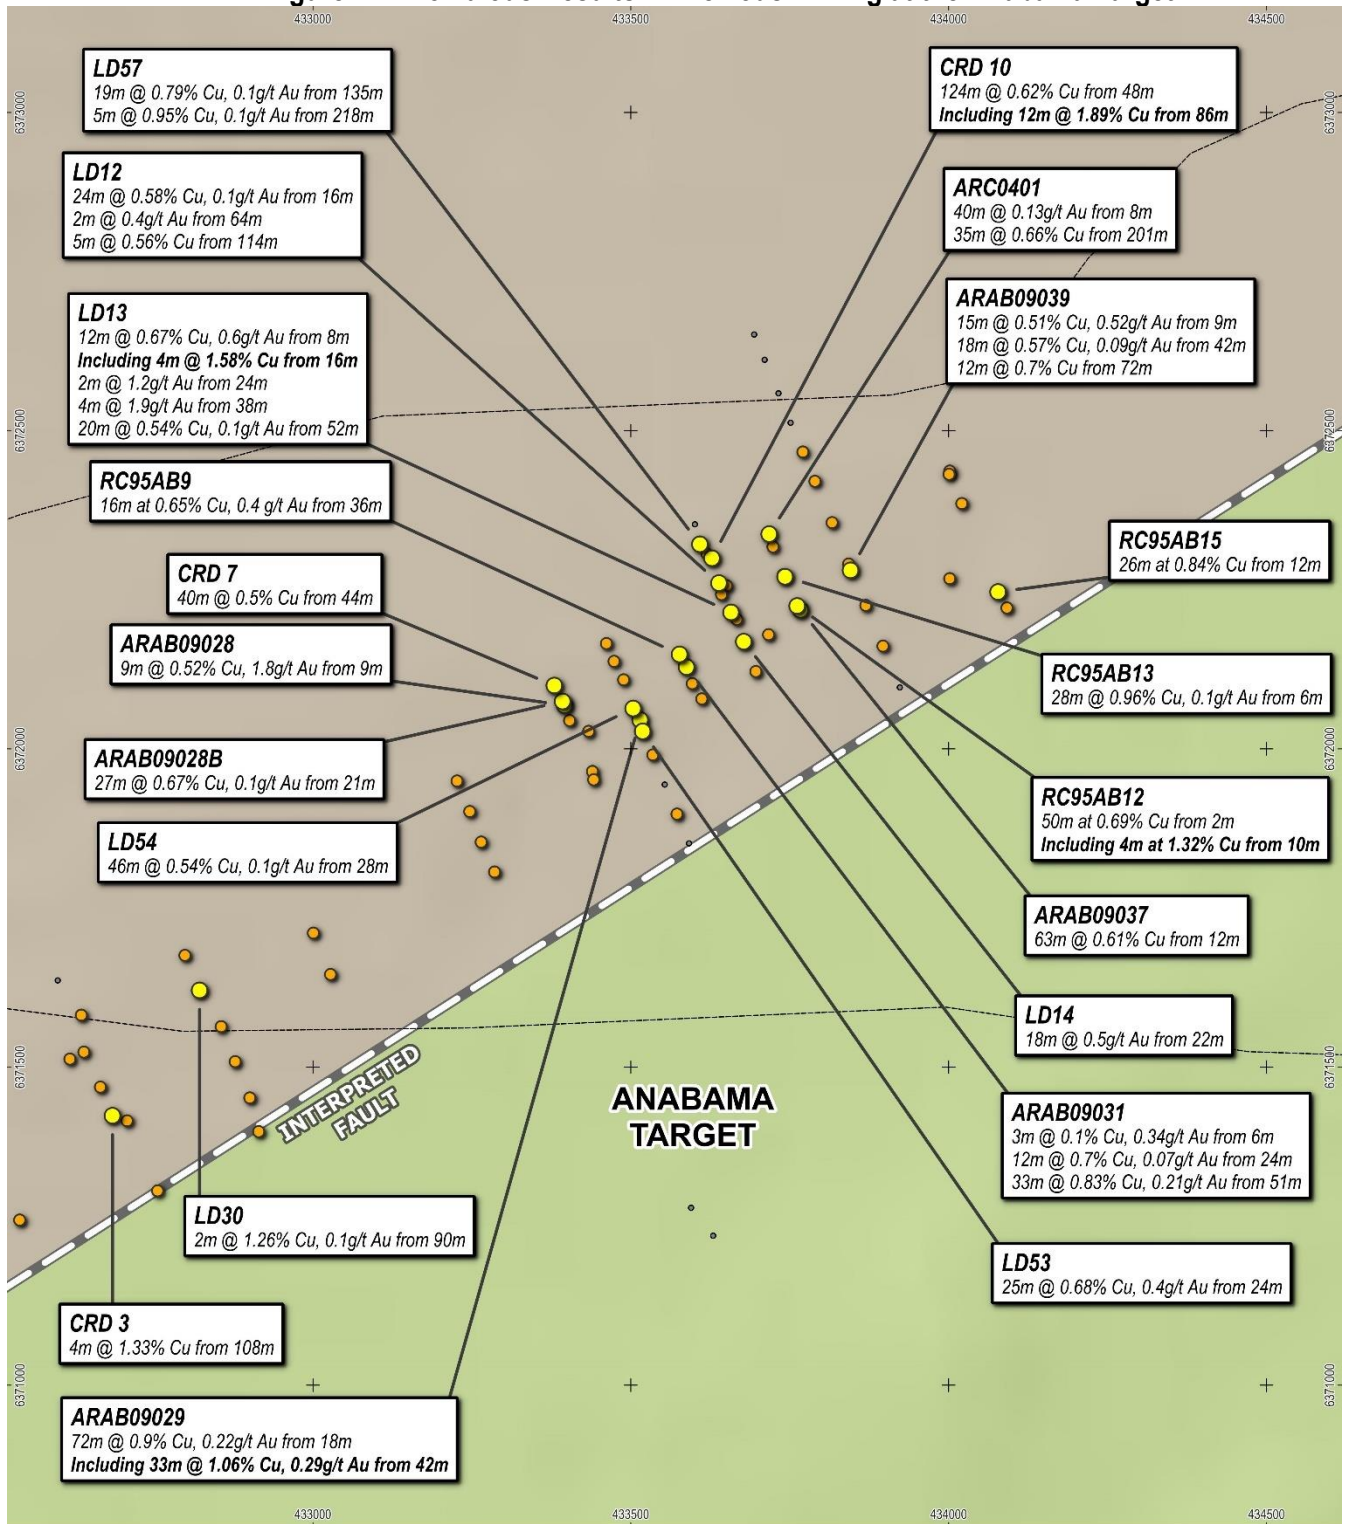 433000
433500
434000
434500
LD57
19m @ 0.79% Cu, 0.1g/t Au from 135m
5m @ 0.95% Cu, 0.1g/t Au from 218m
CRD 10
124m @ 0.62% Cu from 48m
Including 12m @ 1.89% Cu from 86m
6373000
6373000
LD12
24m @ 0.58% Cu, 0.1g/t Au from 16m
2m @ 0.4g/t Au from 64m
5m @ 0.56% Cu from 114m
ARC0401
40m @ 0.13g/t Au from 8m
35m @ 0.66% Cu from 201m
ARAB09039
15m @ 0.51% Cu, 0.52g/t Au from 9m
18m @ 0.57% Cu, 0.09g/t Au from 42m
12m @ 0.7% Cu from 72m
LD13
12m @ 0.67% Cu, 0.6g/t Au from 8m
Including 4m @ 1.58% Cu from 16m
2m @ 1.2g/t Au from 24m
4m @ 1.9g/t Au from 38m
20m @ 0.54% Cu, 0.1g/t Au from 52m
6372500
6372500
RC95AB9
16m at 0.65% Cu, 0.4 g/t Au from 36m
RC95AB15
26m at 0.84% Cu from 12m
CRD 7
40m @ 0.5% Cu from 44m
ARAB09028
9m @ 0.52% Cu, 1.8g/t Au from 9m
RC95AB13
28m @ 0.96% Cu, 0.1g/t Au from 6m
6372000
6372000
ARAB09028B
27m @ 0.67% Cu, 0.1g/t Au from 21m
RC95AB12
50m at 0.69% Cu from 2m
Including 4m at 1.32% Cu from 10m
LD54
46m @ 0.54% Cu, 0.1g/t Au from 28m
ARAB09037
63m @ 0.61% Cu from 12m
LD14
18m @ 0.5g/t Au from 22m
6371500
6371500
INTERPRETED
FAULT
ANABAMA
TARGET
ARAB09031
3m @ 0.1% Cu, 0.34g/t Au from 6m
12m @ 0.7% Cu, 0.07g/t Au from 24m
33m @ 0.83% Cu, 0.21g/t Au from 51m
LD30
2m @ 1.26% Cu, 0.1g/t Au from 90m
LD53
25m @ 0.68% Cu, 0.4g/t Au from 24m
CRD 3
4m @ 1.33% Cu from 108m
6371000
6371000
ARAB09029
72m @ 0.9% Cu, 0.22g/t Au from 18m
Including 33m @ 1.06% Cu, 0.29g/t Au from 42m
433000
433500
434000
434500